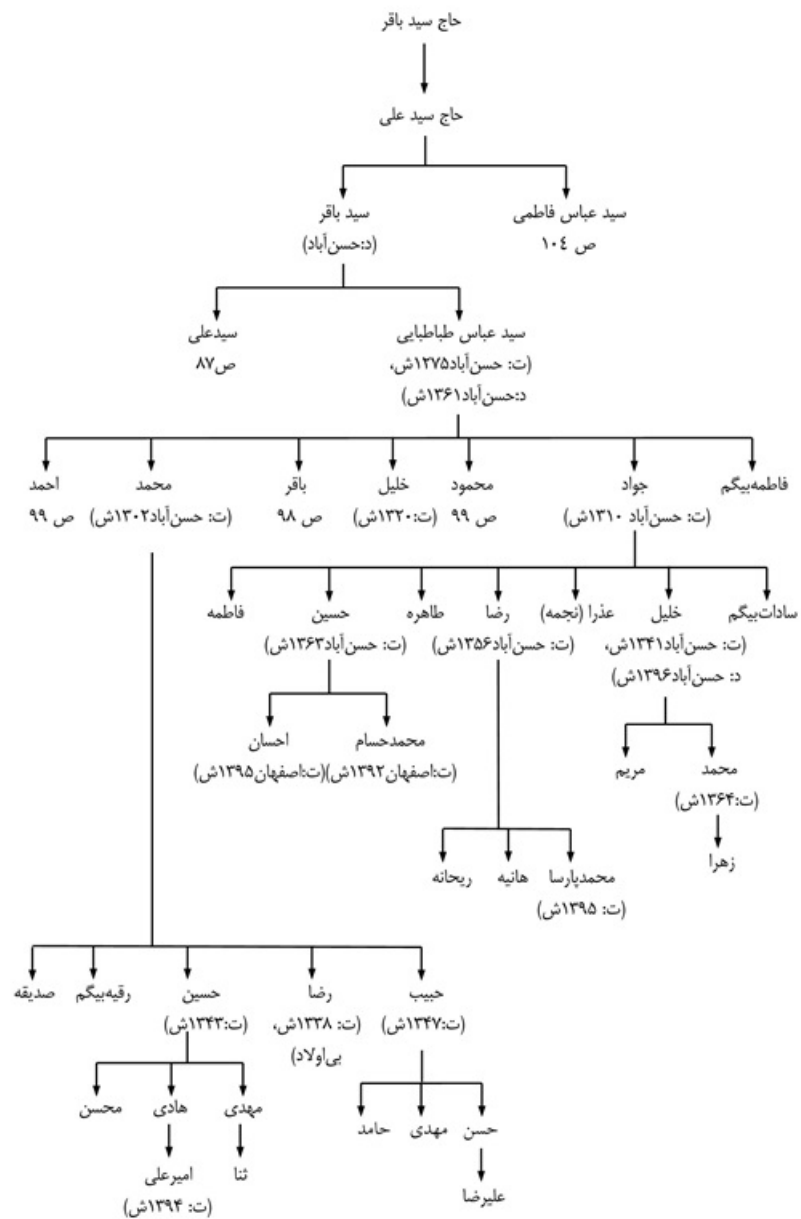 حاج سید باقر
حاج سید علی
سید عباس فاطمی
ص ۱۰٤
سید باقر
(د:حسن‌آباد)
سید عباس طباطبایی
(ت: حسن‌آباد۱۲۷۵ش،
د:حسن‌آباد۱۳۶۱ش)
سیدعلی
ص۸۷
فاطمه‌بیگم
جواد
(ت: حسن‌آباد ۱۳۱۰ش)
محمود
ص ۹۹
خلیل
(ت:۱۳۲۰ش)
باقر
ص ۹۸
محمد
(ت: حسن‌آباد۱۳۰۲ش)
احمد
ص ۹۹
سادات‌بیگم
خلیل
(ت: حسن‌آباد۱۳۴۱ش،
د: حسن‌آباد۱۳۹۶ش)
عذرا (نجمه)
رضا
(ت: حسن‌آباد۱۳۵۶ش)
طاهره
حسین
(ت: حسن‌آباد۱۳۶۳ش)
فاطمه
محمد
(ت:۱۳۶۴ش)
مریم
زهرا
محمدحسام
(ت:اصفهان۱۳۹۲ش)
احسان
(ت:اصفهان۱۳۹۵ش)
محمدپارسا
(ت: ۱۳۹۵ش)
هانیه
ریحانه
حبیب
(ت:۱۳۴۷ش)
رضا
(ت: ۱۳۳۸ش،
بی‌اولاد)
حسین
(ت:۱۳۴۳ش)
رقیه‌بیگم
صدیقه
حسن
مهدی
حامد
علیرضا
مهدی
هادی
محسن
ثنا
امیرعلی
(ت: ۱۳۹۴ش)